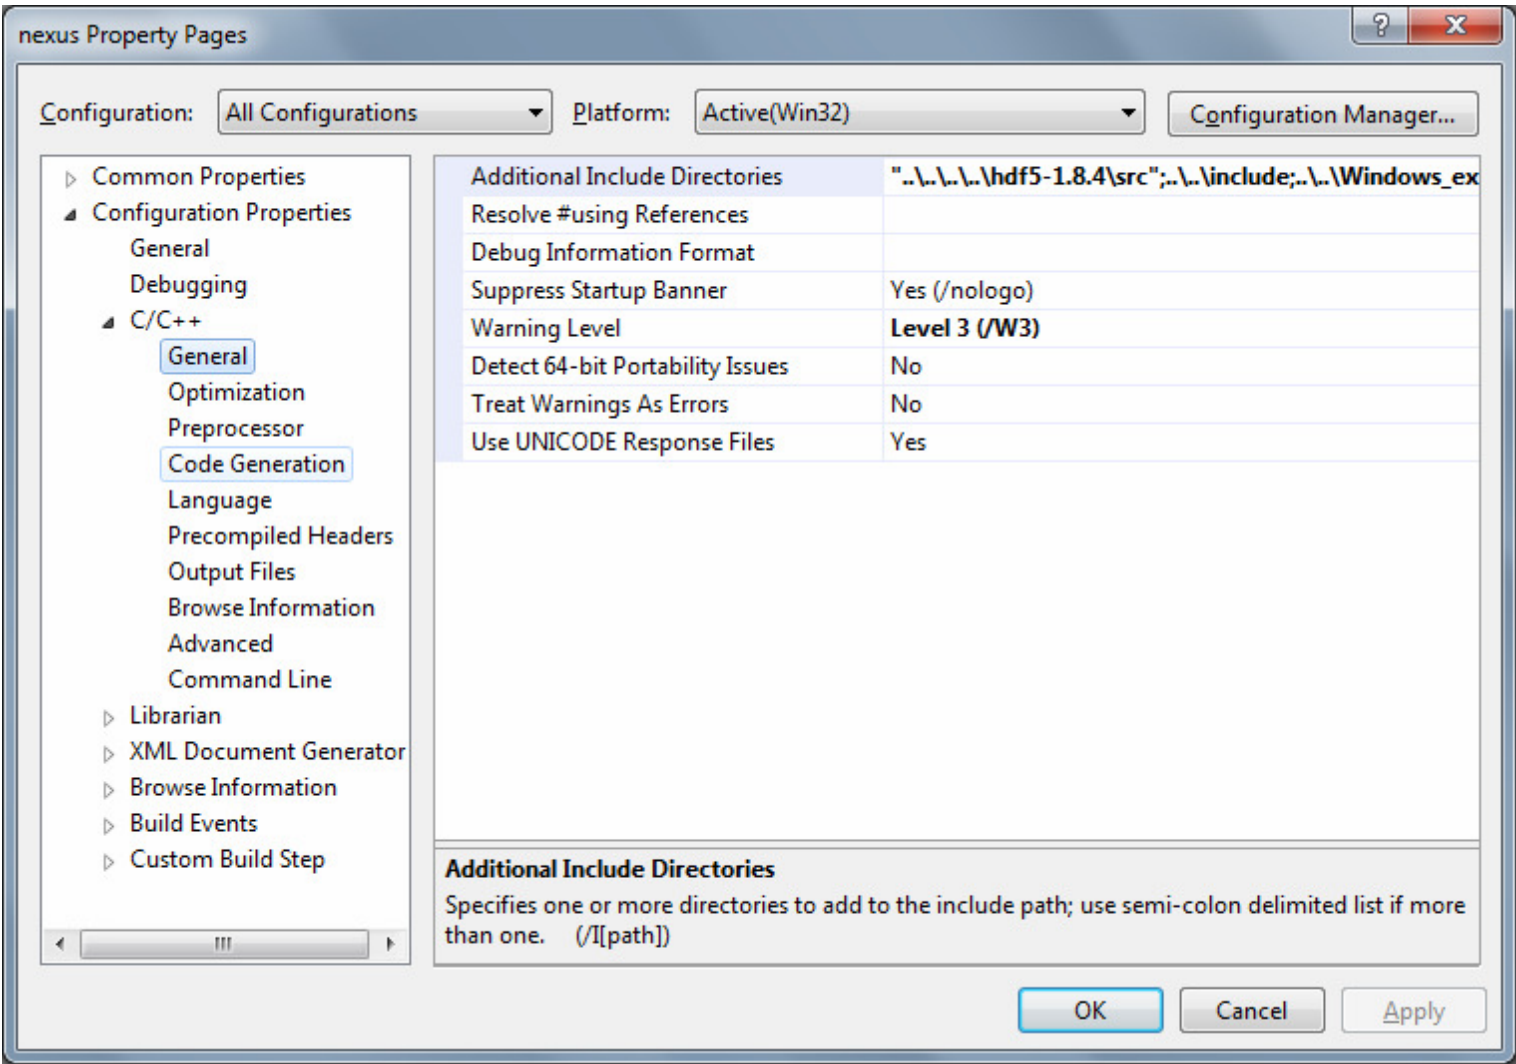 nexus Property Pages
Configuration: All Configurations Platform: Active(Win32) Configuration Manager...
Common Properties
Configuration Properties
General
Debugging
C/C++
General
Optimization
Preprocessor
Code Generation
Language
Precompiled Headers
Output Files
Browse Information
Advanced
Command Line
Librarian
XML Document Generator
Browse Information
Build Events
Custom Build Step
Additional Include Directories "..\..\..\..\hdf5-1.8.4\src";..\..\include;..\..\Windows_ex
Resolve #using References
Debug Information Format
Suppress Startup Banner Yes (/nologo)
Warning Level Level 3 (/W3)
Detect 64-bit Portability Issues No
Treat Warnings As Errors No
Use UNICODE Response Files Yes
Additional Include Directories
Specifies one or more directories to add to the include path; use semi-colon delimited list if more
than one. (/I[path])
OK Cancel Apply